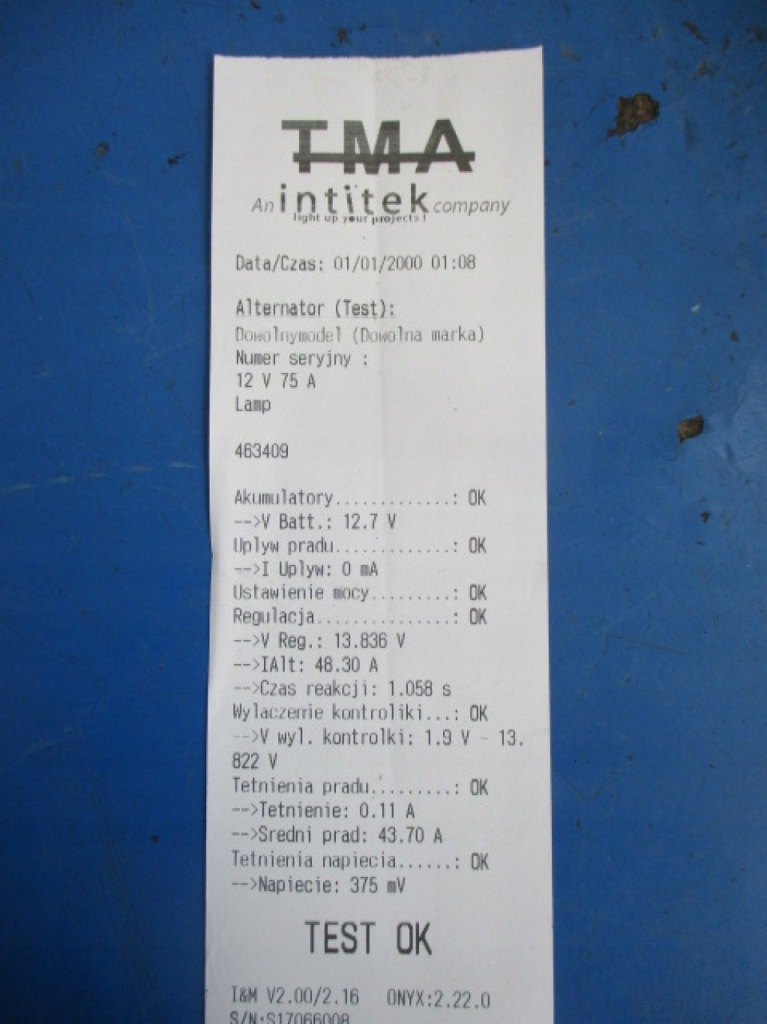 TMA
An intitek company
light up your projects !
Data/Czas: 01/01/2000 01:08
Alternator (Test):
Dowolnymodel (Dowolna marka)
Numer seryjny :
12 V 75 A
Lamp
463409
Akumulatory.............: OK
-->V Batt.: 12.7 V
Uplyw pradu.............: OK
-->I Uplyw: 0 mA
Ustawienie mocy.........: OK
Regulacja...............: OK
-->V Reg.: 13.836 V
-->IAlt: 48.30 A
-->Czas reakcji: 1.058 s
Wylaczenie kontroliki...: OK
-->V wyl. kontrolki: 1.9 V - 13.
822 V
Tetnienia pradu.........: OK
-->Tetnienie: 0.11 A
-->Sredni prad: 43.70 A
Tetnienia napiecia......: OK
-->Napiecie: 375 mV
TEST OK
I&M V2.00/2.16 ONYX:2.22.0
S/N:S17066008